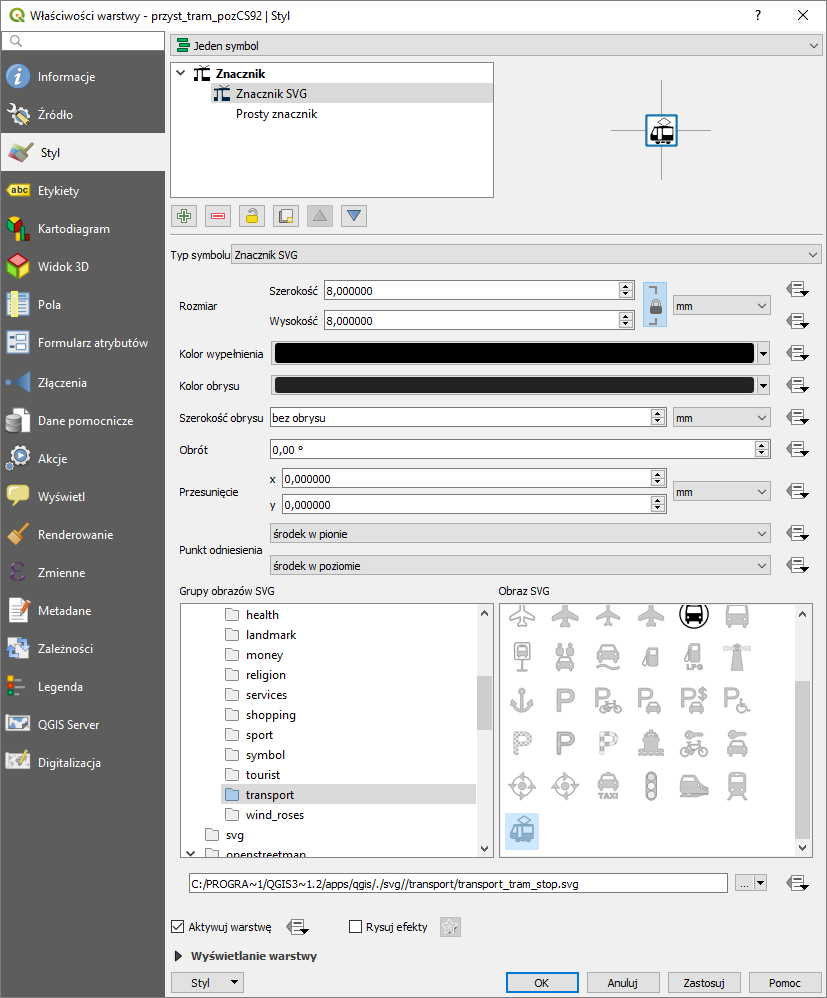 Właściwości warstwy - przyst_tram_pozCS92 | Styl
Informacje
Źródło
Styl
abc Etykiety
Kartodiagram
Widok 3D
Pola
Formularz atrybutów
Złączenia
Dane pomocnicze
Akcje
Wyświetl
Renderowanie
Zmienne
Metadane
Zależności
Legenda
QGIS Server
Digitalizacja
Jeden symbol
Znacznik
Znacznik SVG
Prosty znacznik
Typ symbolu Znacznik SVG
Rozmiar
Szerokość 8,000000
Wysokość 8,000000
mm
Kolor wypełnienia
Kolor obrysu
Szerokość obrysu bez obrysu mm
Obrót 0,00 °
Przesunięcie
x 0,000000
y 0,000000
mm
Punkt odniesienia
środek w pionie
środek w poziomie
Grupy obrazów SVG
health
landmark
money
religion
services
shopping
sport
symbol
tourist
transport
wind_roses
svg
openstreetmap
Obraz SVG
LPG
P P P P $ P
P P P
TAXI
C:/PROGRA~1/QGIS3~1.2/apps/qgis/./svg//transport/transport_tram_stop.svg ...
Aktywuj warstwę Rysuj efekty
Wyświetlanie warstwy
Styl OK Anuluj Zastosuj Pomoc